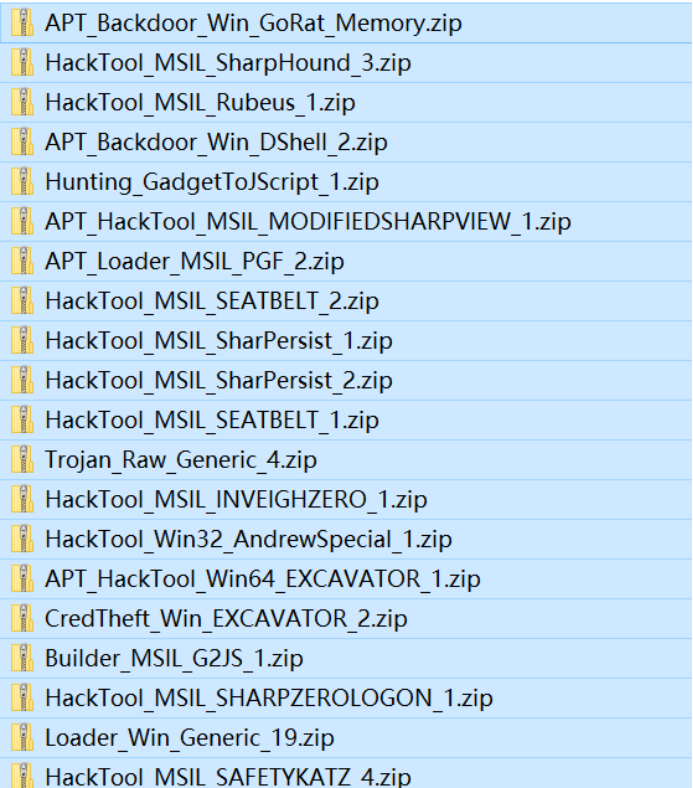 APT_Backdoor_Win_GoRat_Memory.zip
HackTool_MSIL_SharpHound_3.zip
HackTool_MSIL_Rubeus_1.zip
APT_Backdoor_Win_DShell_2.zip
Hunting_GadgetToJScript_1.zip
APT_HackTool_MSIL_MODIFIEDSHARPVIEW_1.zip
APT_Loader_MSIL_PGF_2.zip
HackTool_MSIL_SEATBELT_2.zip
HackTool_MSIL_SharPersist_1.zip
HackTool_MSIL_SharPersist_2.zip
HackTool_MSIL_SEATBELT_1.zip
Trojan_Raw_Generic_4.zip
HackTool_MSIL_INVEIGHZERO_1.zip
HackTool_Win32_AndrewSpecial_1.zip
APT_HackTool_Win64_EXCAVATOR_1.zip
CredTheft_Win_EXCAVATOR_2.zip
Builder_MSIL_G2JS_1.zip
HackTool_MSIL_SHARPZEROLOGON_1.zip
Loader_Win_Generic_19.zip
HackTool_MSIL_SAFETYKATZ_4.zip